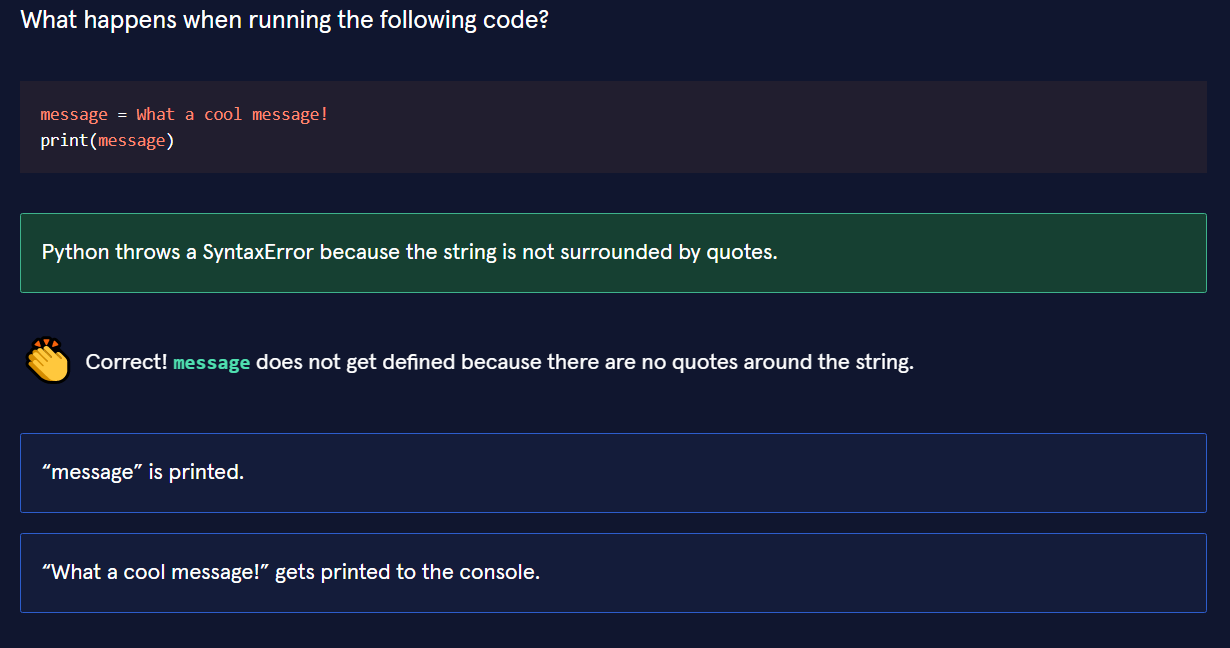 What happens when running the following code?
message = What a cool message!
print(message)
Python throws a SyntaxError because the string is not surrounded by quotes.
Correct! message does not get defined because there are no quotes around the string.
“message” is printed.
“What a cool message!” gets printed to the console.